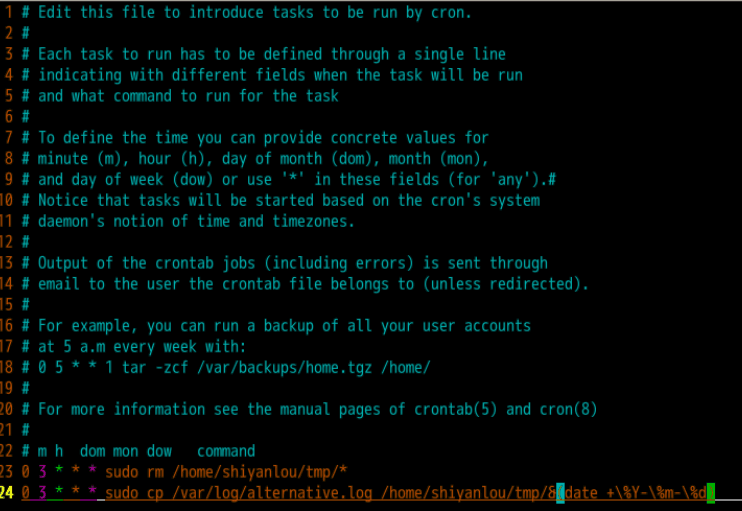 1 # Edit this file to introduce tasks to be run by cron.
2 #
3 # Each task to run has to be defined through a single line
4 # indicating with different fields when the task will be run
5 # and what command to run for the task
6 #
7 # To define the time you can provide concrete values for
8 # minute (m), hour (h), day of month (dom), month (mon),
9 # and day of week (dow) or use '*' in these fields (for 'any').#
10 # Notice that tasks will be started based on the cron's system
11 # daemon's notion of time and timezones.
12 #
13 # Output of the crontab jobs (including errors) is sent through
14 # email to the user the crontab file belongs to (unless redirected).
15 #
16 # For example, you can run a backup of all your user accounts
17 # at 5 a.m every week with:
18 # 0 5 * * 1 tar -zcf /var/backups/home.tgz /home/
19 #
20 # For more information see the manual pages of crontab(5) and cron(8)
21 #
22 # m h  dom mon dow   command
23 0 3 * * * sudo rm /home/shiyanlou/tmp/*
24 0 3 * * * sudo cp /var/log/alternative.log /home/shiyanlou/tmp/&(date +\%Y-\%m-\%d)